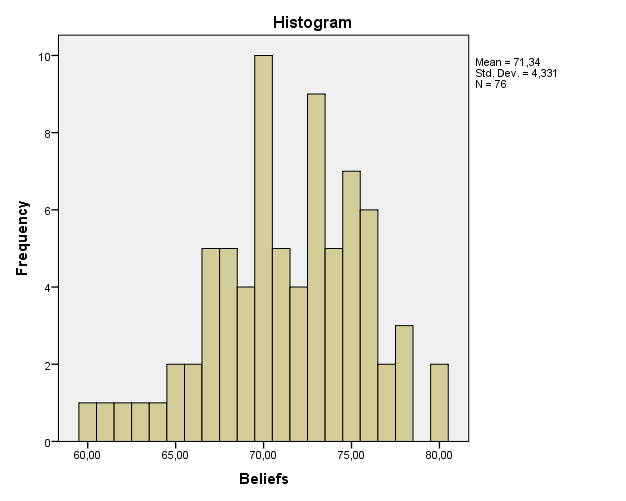 Histogram
Mean = 71,34
Std. Dev. = 4,331
N = 76
10
8
6
4
2
0
Frequency
60,00 65,00 70,00 75,00 80,00
Beliefs